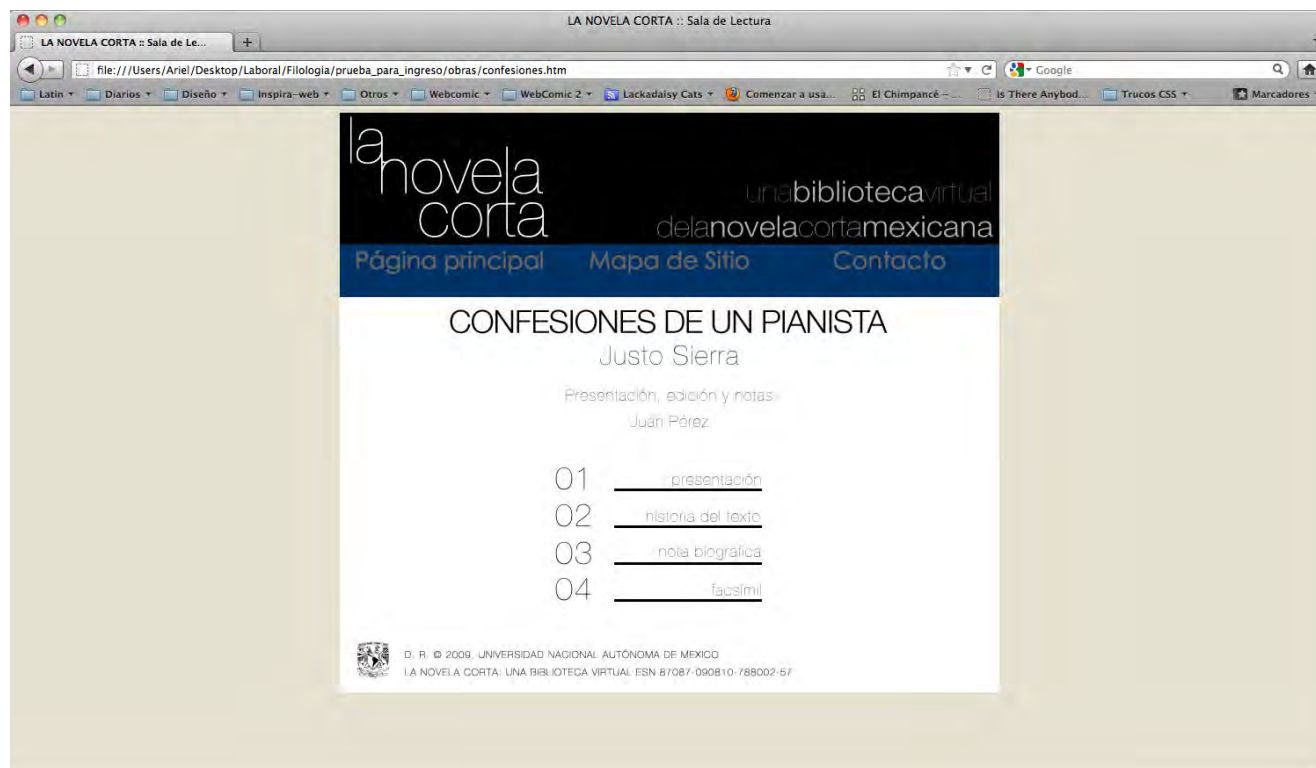 LA NOVELA CORTA :: Sala de Lectura
LA NOVELA CORTA :: Sala de Le...
+
file:///Users/Ariel/Desktop/Laboral/Filologia/prueba_para_ingreso/obras/confesiones.htm
Google
Latin
Diarios
Diseño
Inspira-web
Otros
Webcomic
WebComic 2
Lackadaisy Cats
Comenzar a usa...
El Chimpancé – ...
Is There Anybod...
Trucos CSS
Marcadores
la
novela
corta
unabibliotecavirtual
delanovelacortamexicana
Página principal
Mapa de Sitio
Contacto
CONFESIONES DE UN PIANISTA
Justo Sierra
Presentación, edición y notas:
Juan Pérez
01 presentación
02 historia del texto
03 nota biográfica
04 facsímil
D. R. © 2009, UNIVERSIDAD NACIONAL AUTÓNOMA DE MEXICO
LA NOVELA CORTA: UNA BIBLIOTECA VIRTUAL ESN 87087-090810-788002-57